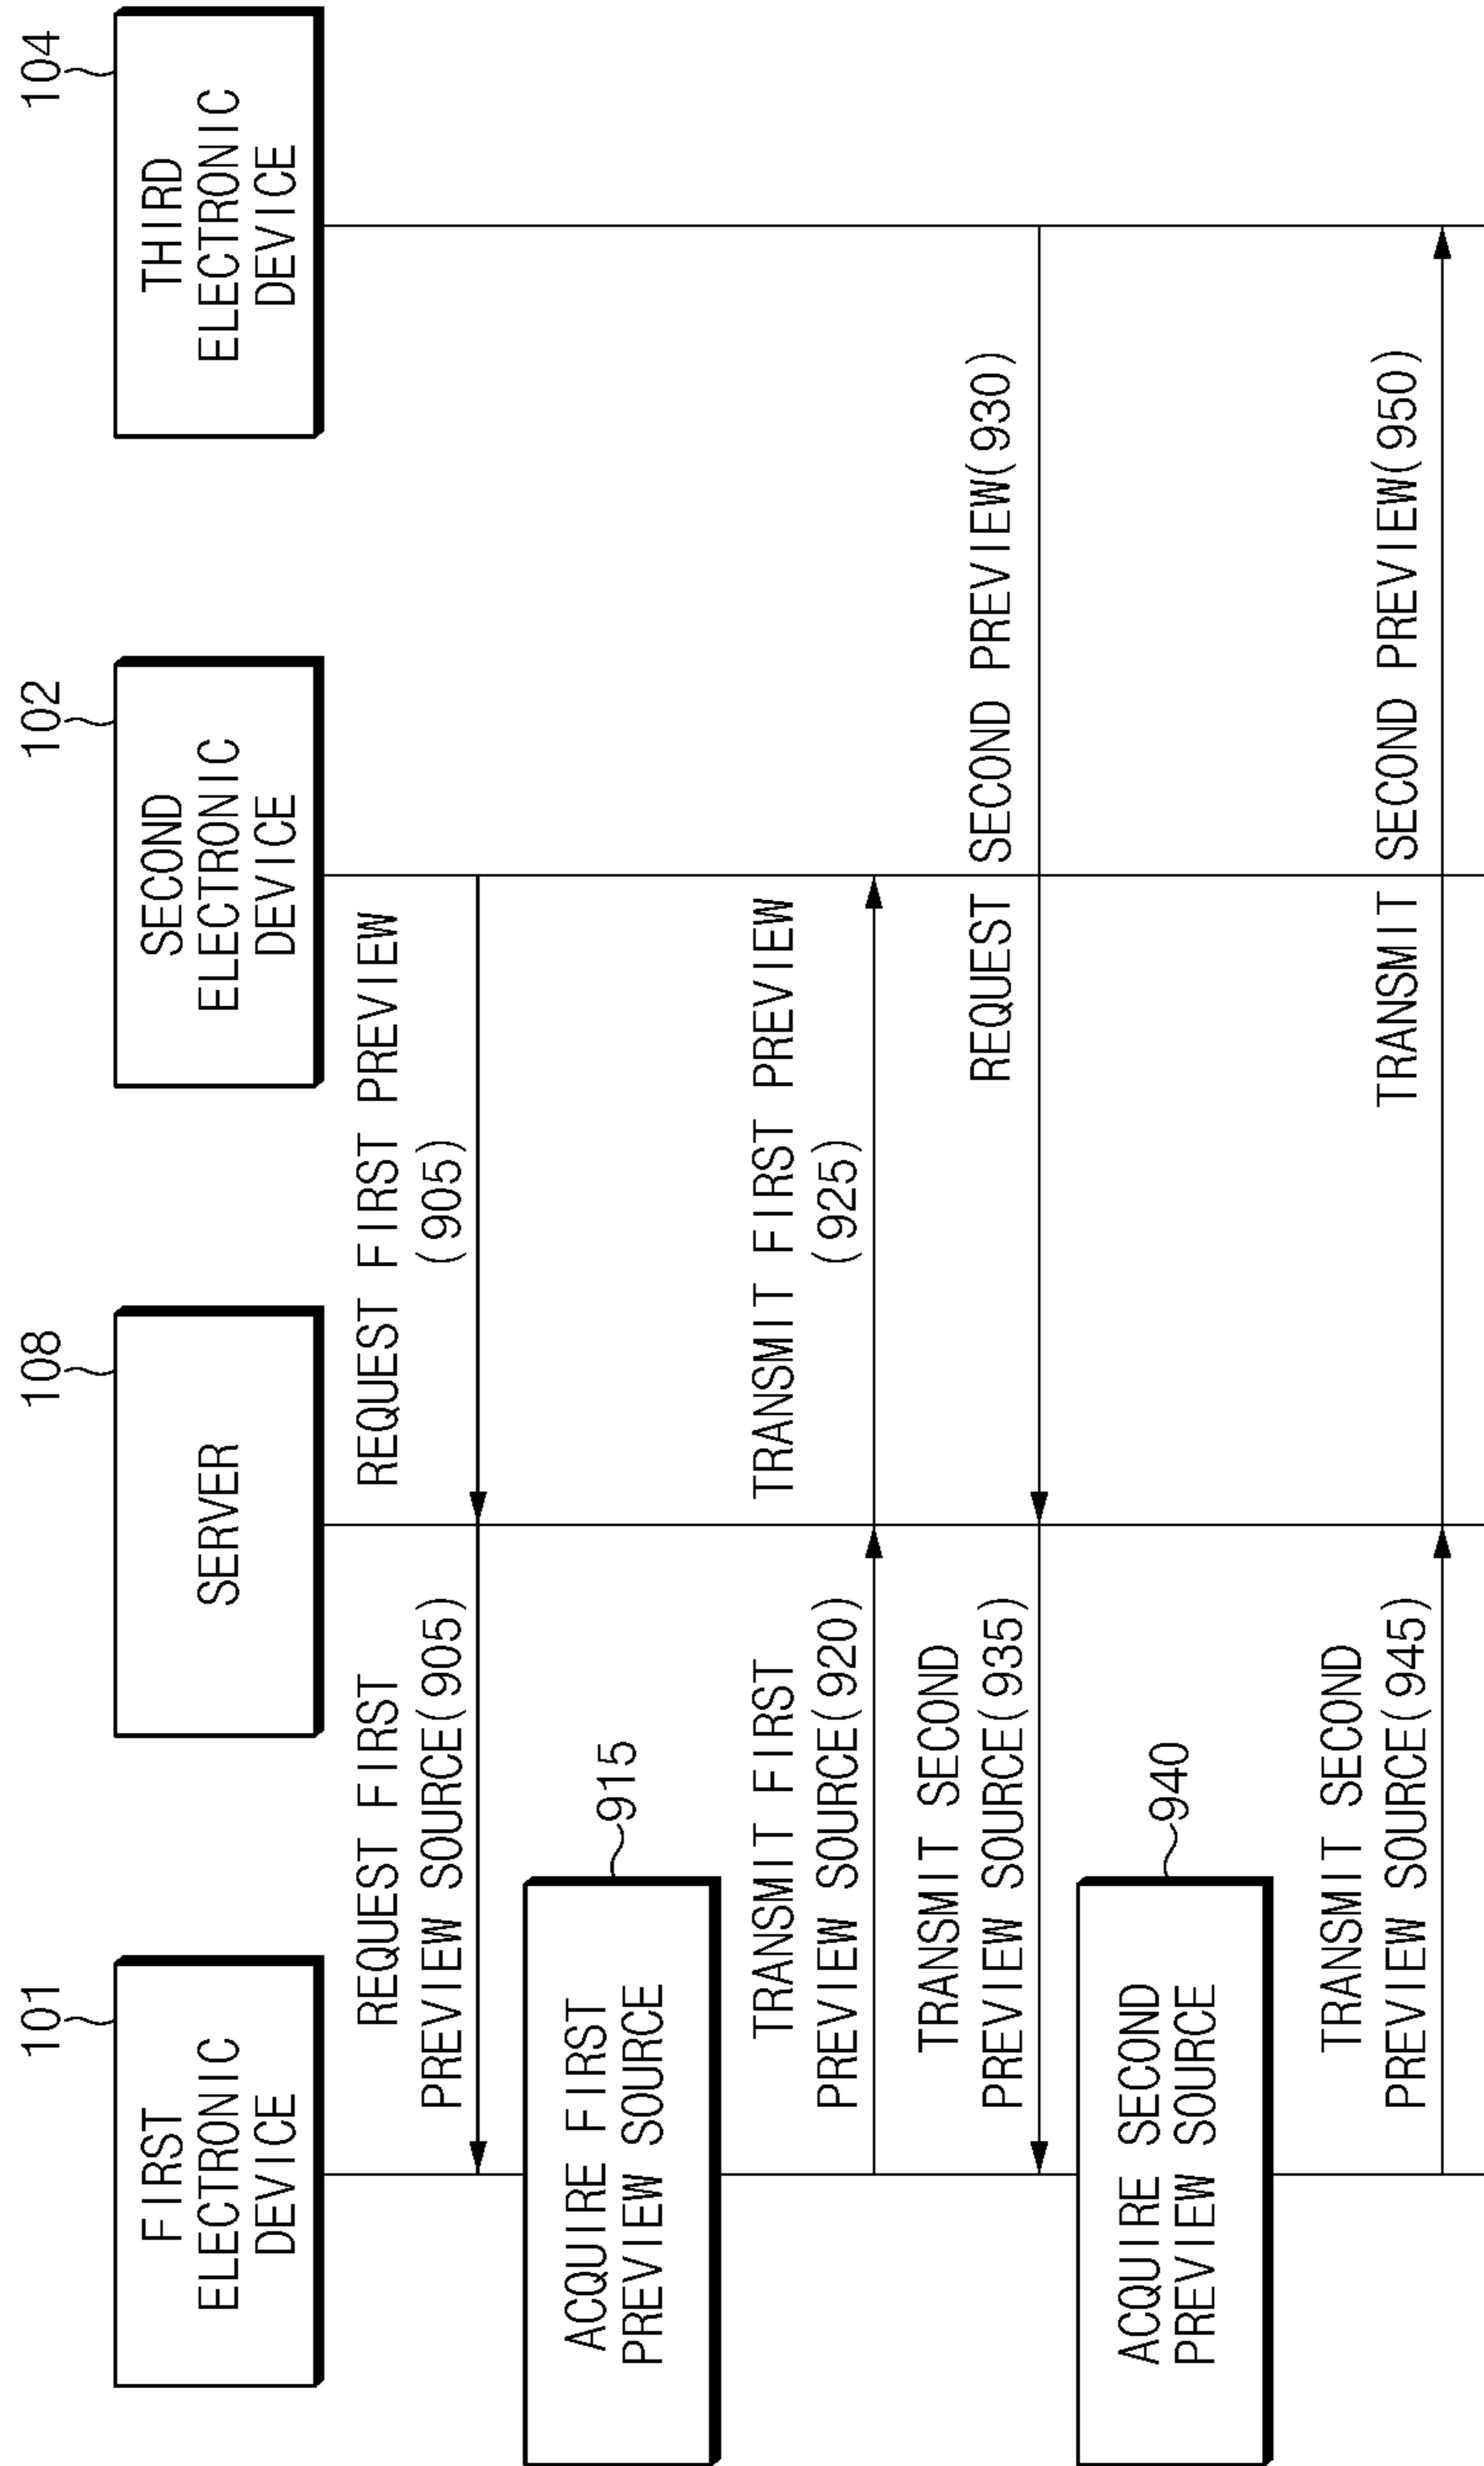 101
FIRST
ELECTRONIC
DEVICE
108
SERVER
102
SECOND
ELECTRONIC
DEVICE
104
THIRD
ELECTRONIC
DEVICE
REQUEST FIRST
PREVIEW SOURCE(905)
REQUEST FIRST PREVIEW
(905)
ACQUIRE FIRST
PREVIEW SOURCE
915
TRANSMIT FIRST
PREVIEW SOURCE(920)
TRANSMIT FIRST PREVIEW
(925)
TRANSMIT SECOND
PREVIEW SOURCE(935)
REQUEST SECOND PREVIEW(930)
ACQUIRE SECOND
PREVIEW SOURCE
940
TRANSMIT SECOND
PREVIEW SOURCE(945)
TRANSMIT SECOND PREVIEW(950)